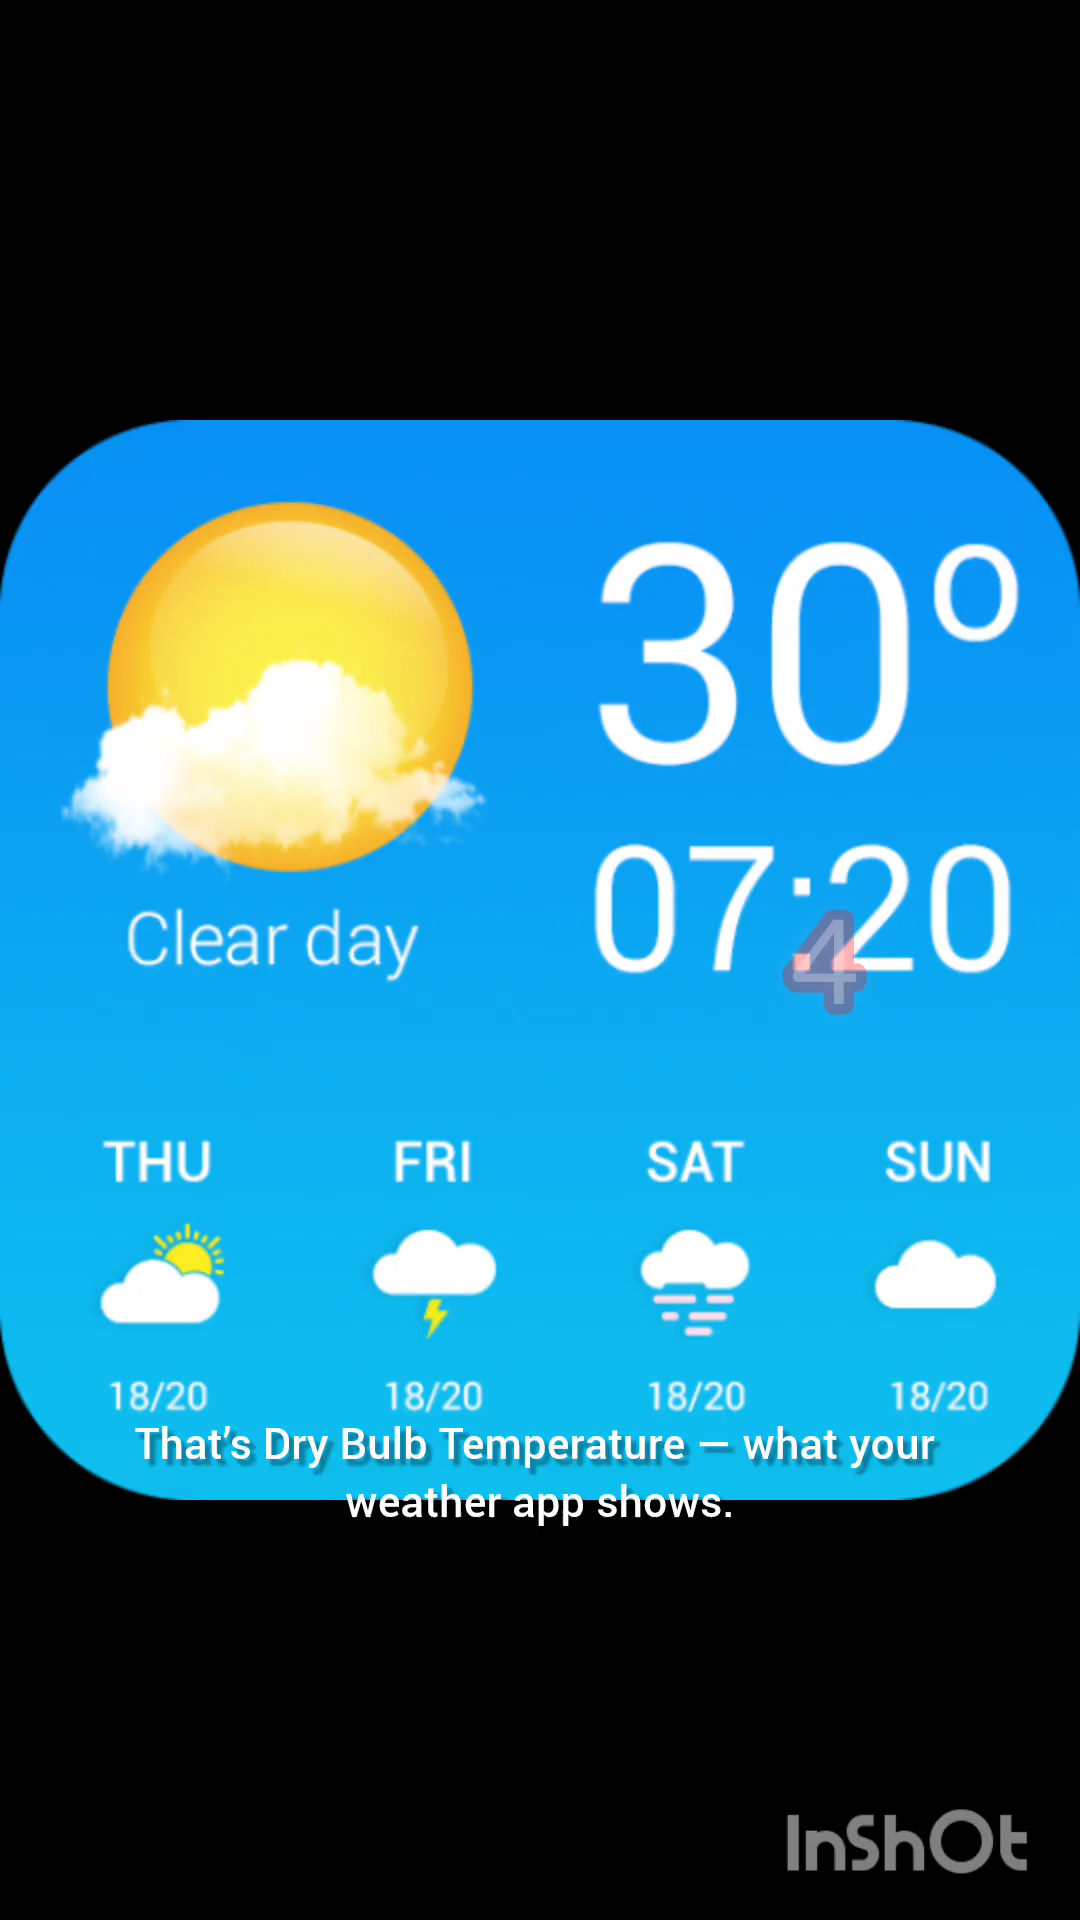 30°
07:20
4
Clear day
THU FRI SAT SUN
18/20 18/20 18/20 18/20
That’s Dry Bulb Temperature — what your
weather app shows.
InShOt